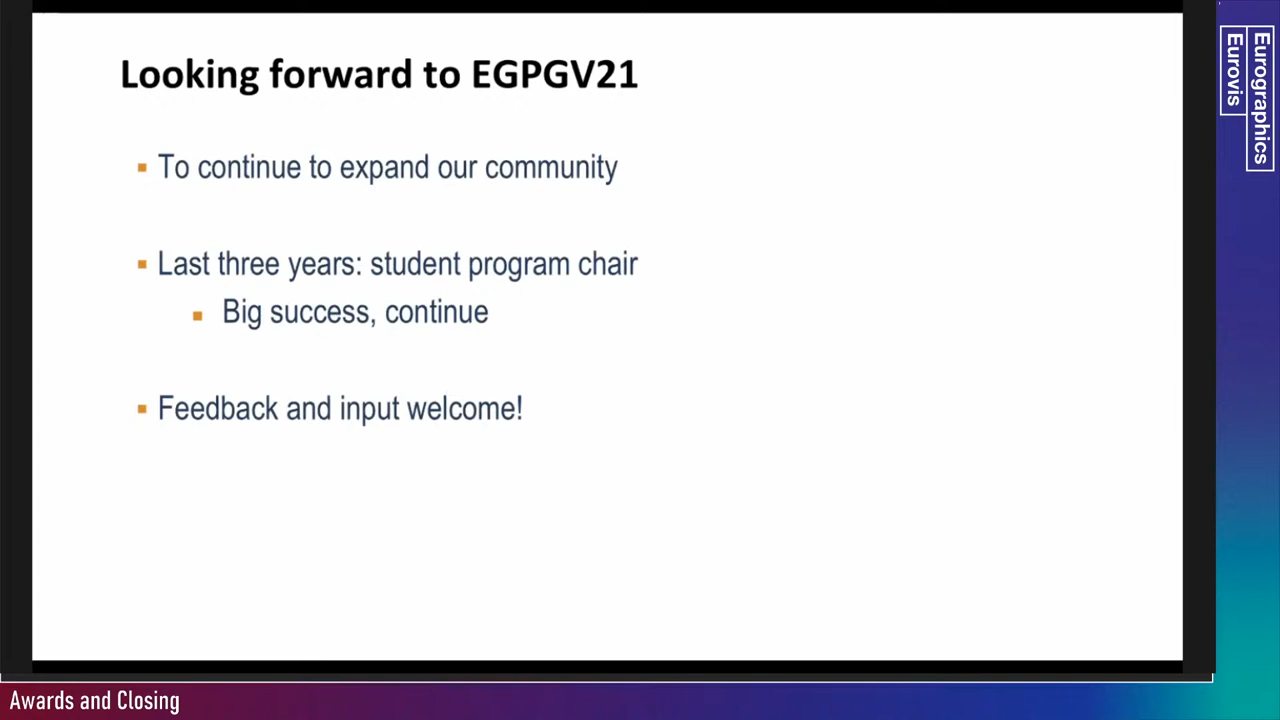 Looking forward to EGPGV21
To continue to expand our community
Last three years: student program chair
Big success, continue
Feedback and input welcome!
Eurographics
Eurovis
Awards and Closing